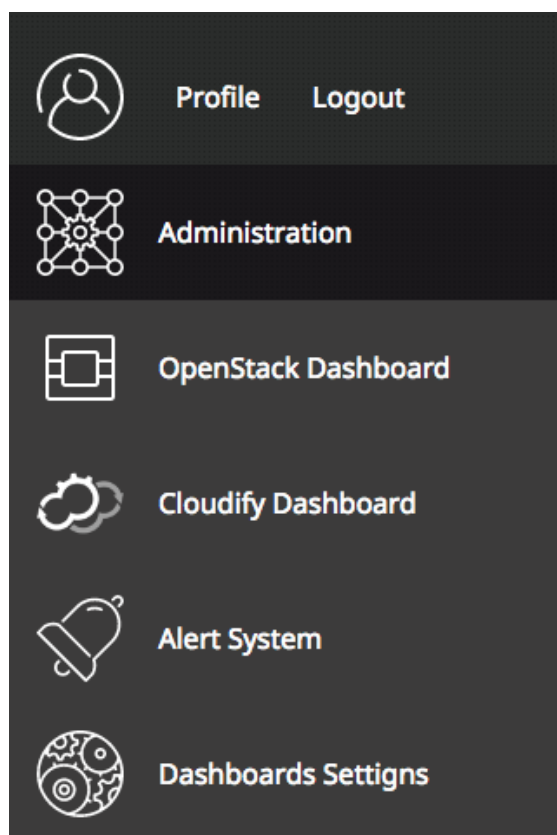 Profile Logout
Administration
OpenStack Dashboard
Cloudify Dashboard
Alert System
Dashboards Settigns